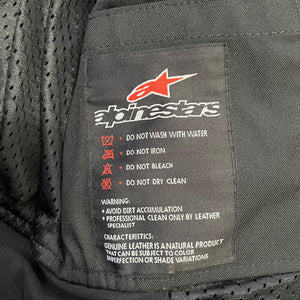 alpinestars
• DO NOT WASH WITH WATER
• DO NOT IRON
• DO NOT BLEACH
• DO NOT DRY CLEAN
WARNING:
• AVOID DIRT ACCUMULATION
• PROFESSIONAL CLEAN ONLY BY LEATHER
SPECIALIST
CHARACTERISTICS:
GENUINE LEATHER IS A NATURAL PRODUCT
THAT CAN BE SUBJECT TO COLOR
SUPERFICIAL OR SHADE VARIATIONS